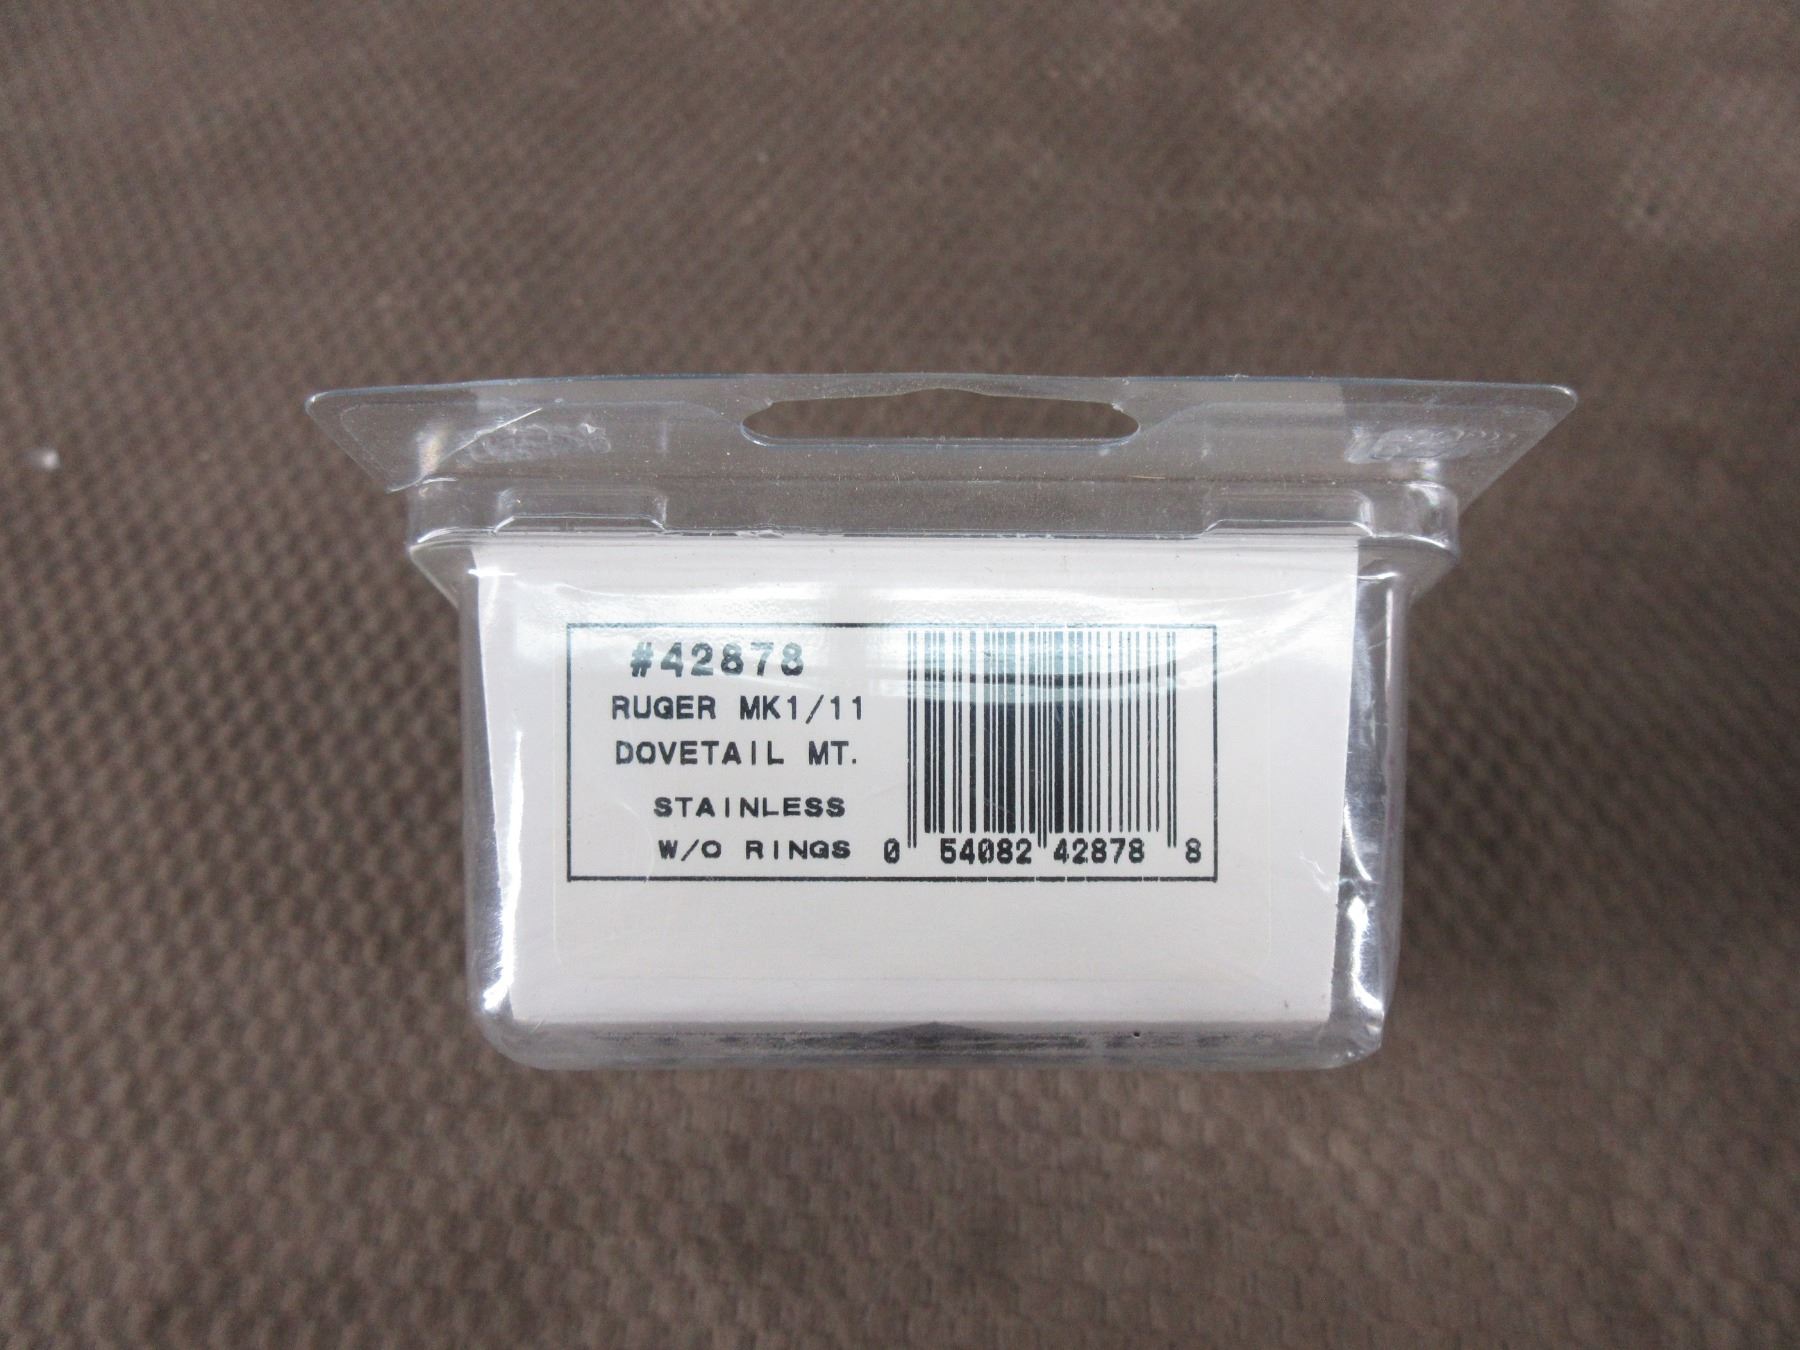 #42878
RUGER MK1/11
DOVETAIL MT.
STAINLESS
W/O RINGS
0 54082 42878 8